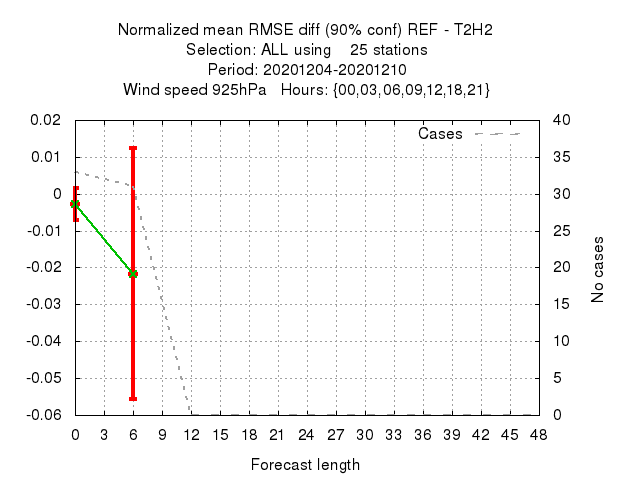 Normalized mean RMSE diff (90% conf) REF - T2H2
Selection: ALL using    25 stations
Period: 20201204-20201210
Wind speed 925hPa   Hours: {00,03,06,09,12,18,21}
Cases
0.02
0.01
0
-0.01
-0.02
-0.03
-0.04
-0.05
-0.06
40
35
30
25
20
15
10
5
0
No cases
0 3 6 9 12 15 18 21 24 27 30 33 36 39 42 45 48
Forecast length